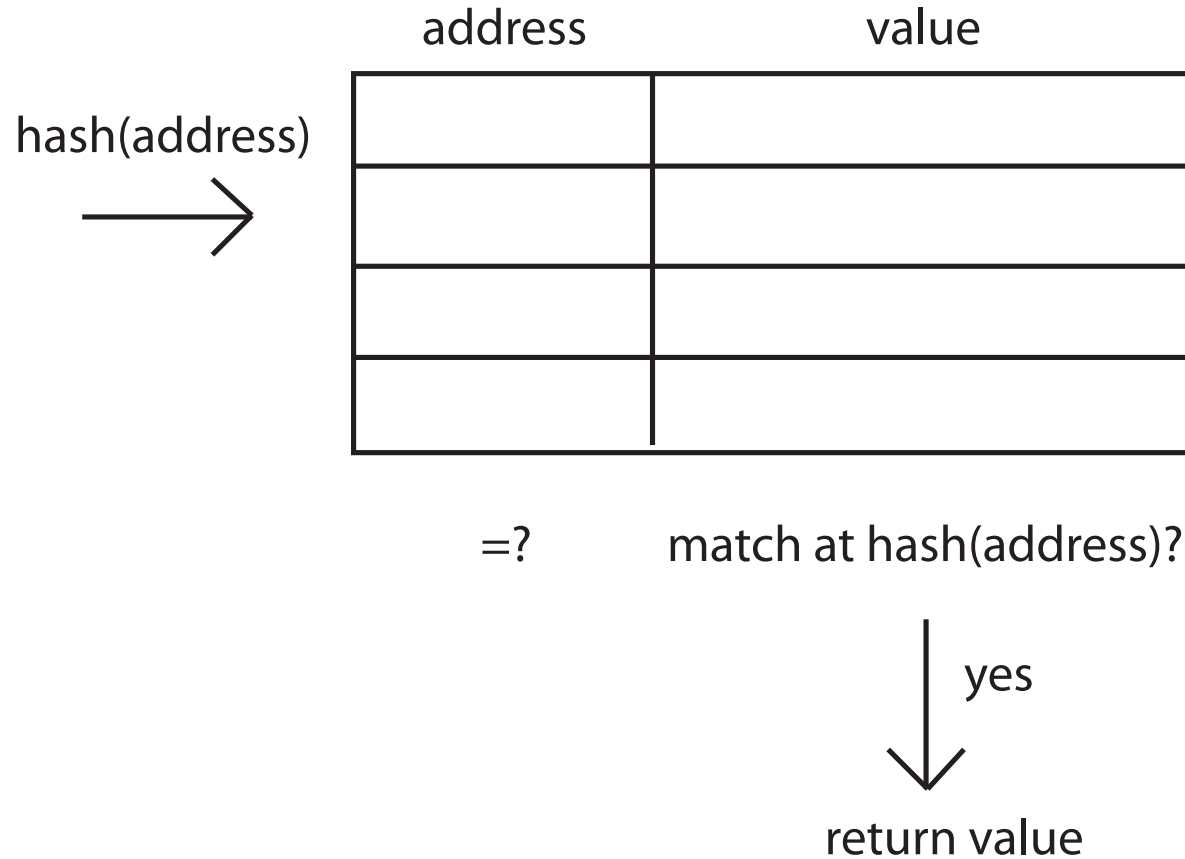 address value
hash(address)
=? match at hash(address)?
yes
return value